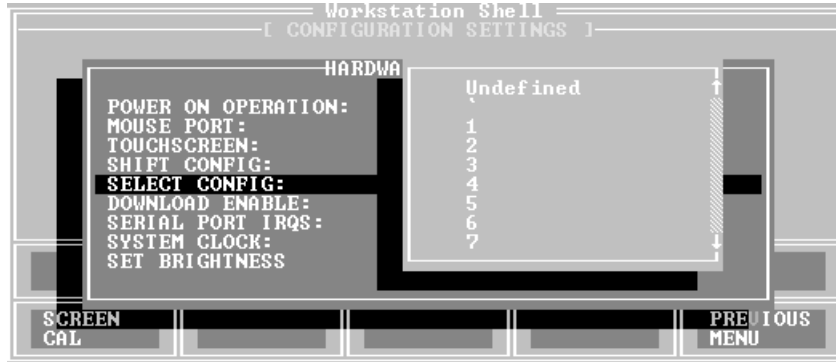 Workstation Shell
[ CONFIGURATION SETTINGS ]
HARDWA
POWER ON OPERATION:
MOUSE PORT:
TOUCHSCREEN:
SHIFT CONFIG:
SELECT CONFIG:
DOWNLOAD ENABLE:
SERIAL PORT IRQS:
SYSTEM CLOCK:
SET BRIGHTNESS
Undefined
`
1
2
3
4
5
6
7
SCREEN
CAL
PREVIOUS
MENU